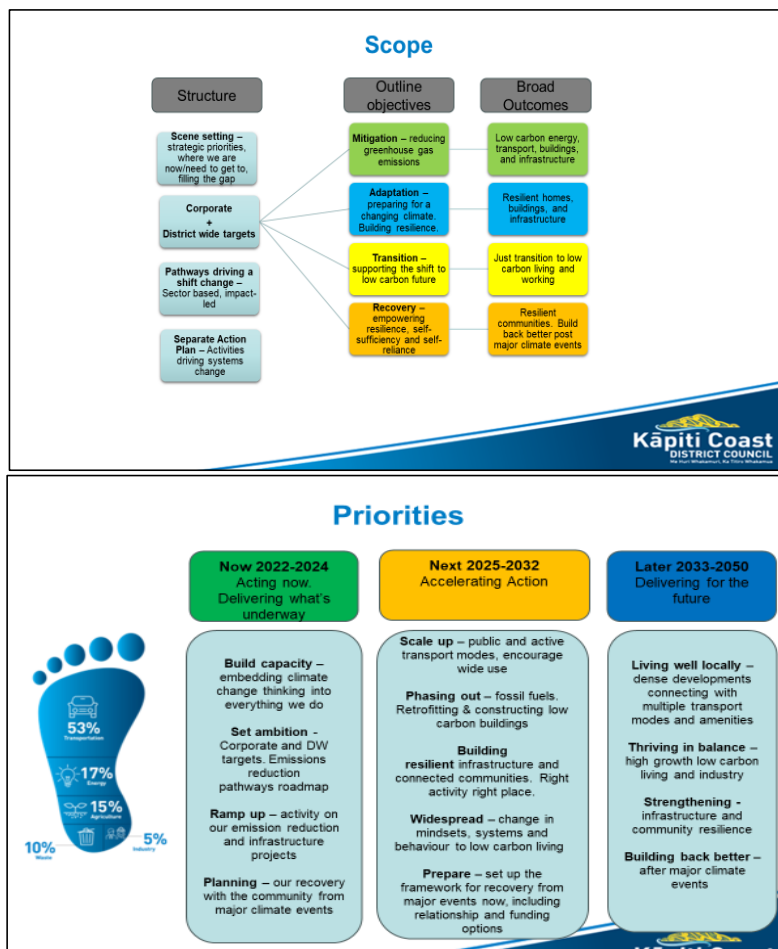 Scope
Structure
Outline
objectives
Broad
Outcomes
Scene setting –
strategic priorities,
where we are
now/need to get to,
filling the gap
Corporate
+
District wide targets
Pathways driving a
shift change –
Sector based, impact-
led
Separate Action
Plan – Activities
driving systems
change
Mitigation – reducing
greenhouse gas
emissions
Adaptation –
preparing for a
changing climate.
Building resilience.
Transition –
supporting the shift to
low carbon future
Recovery –
empowering
resilience, self-
sufficiency and self-
reliance
Low carbon energy,
transport, buildings,
and infrastructure
Resilient homes,
buildings, and
infrastructure
Just transition to low
carbon living and
working
Resilient
communities. Build
back better post
major climate events
Kāpiti Coast
DISTRICT COUNCIL
Me Huri Whakamuri, Ka Titiro Whakamua
Priorities
53%
Transportation
17%
Energy
15%
Agriculture
10%
Waste
5%
Industry
Now 2022-2024
Acting now.
Delivering what's
underway
Build capacity –
embedding climate
change thinking into
everything we do
Set ambition -
Corporate and DW
targets. Emissions
reduction
pathways roadmap
Ramp up – activity on
our emission reduction
and infrastructure
projects
Planning – our recovery
with the community from
major climate events
Next 2025-2032
Accelerating Action
Scale up – public and active
transport modes, encourage
wide use
Phasing out – fossil fuels.
Retrofitting & constructing low
carbon buildings
Building
resilient infrastructure and
connected communities. Right
activity right place.
Widespread – change in
mindsets, systems and
behaviour to low carbon living
Prepare – set up the
framework for recovery from
major events now, including
relationship and funding
options
Later 2033-2050
Delivering for the
future
Living well locally –
dense developments
connecting with
multiple transport
modes and amenities
Thriving in balance –
high growth low carbon
living and industry
Strengthening -
infrastructure and
community resilience
Building back better –
after major climate
events